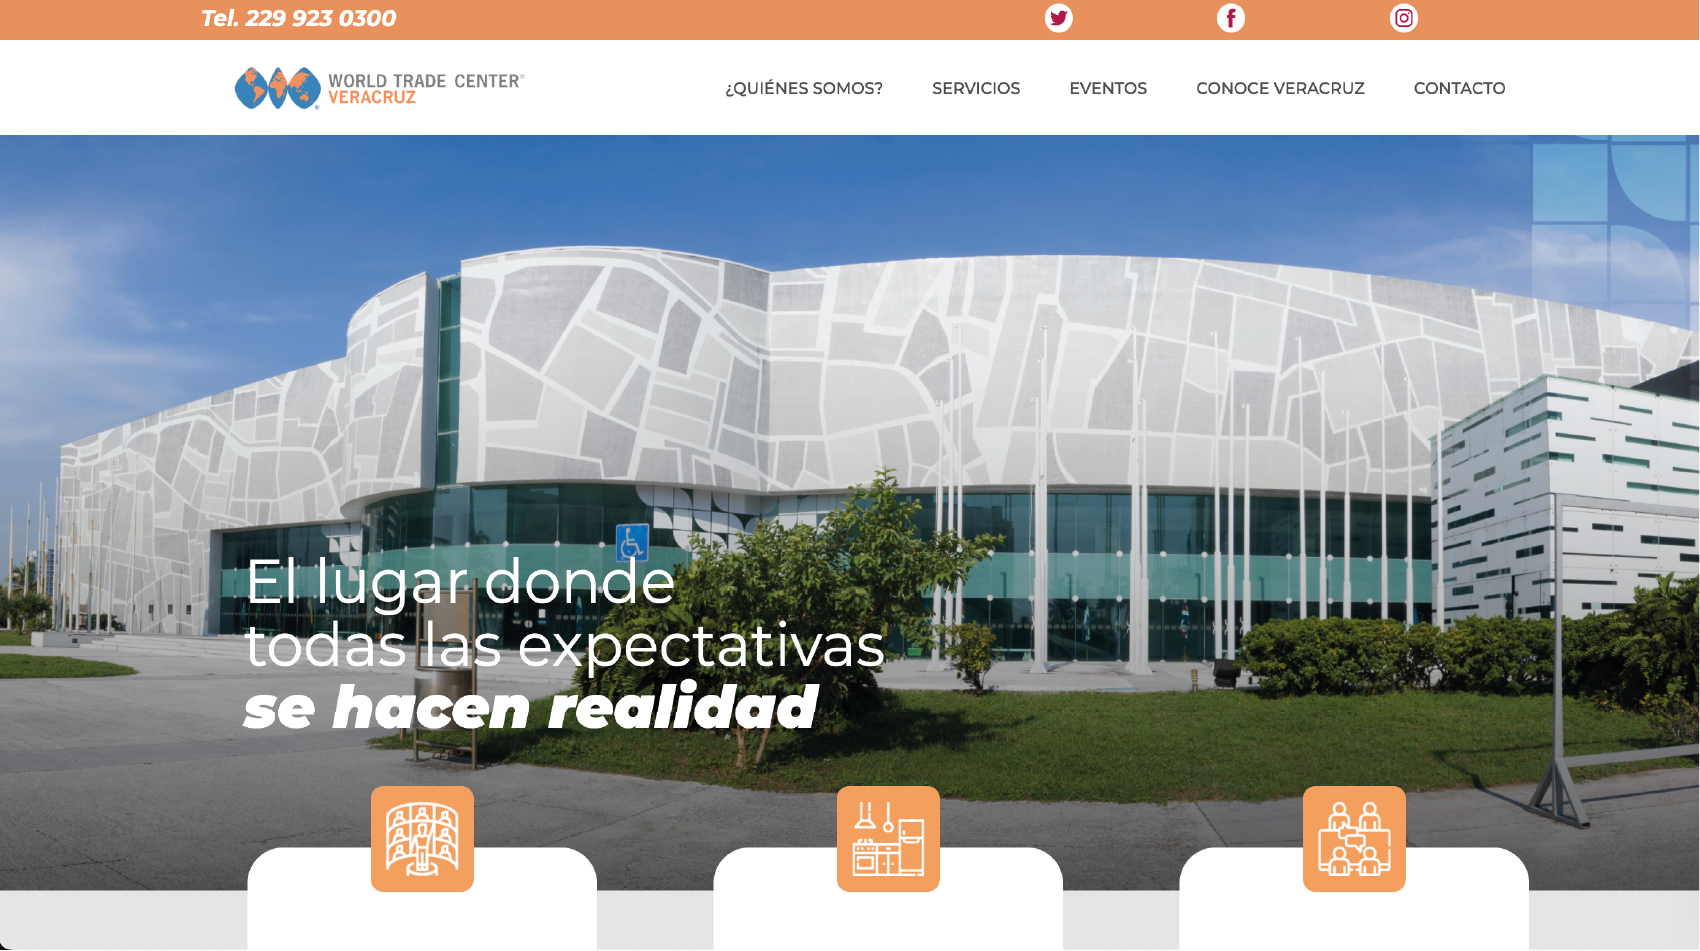 Tel. 229 923 0300
WORLD TRADE CENTER®
VERACRUZ
¿QUIÉNES SOMOS?
SERVICIOS
EVENTOS
CONOCE VERACRUZ
CONTACTO
El lugar donde
todas las expectativas
se hacen realidad